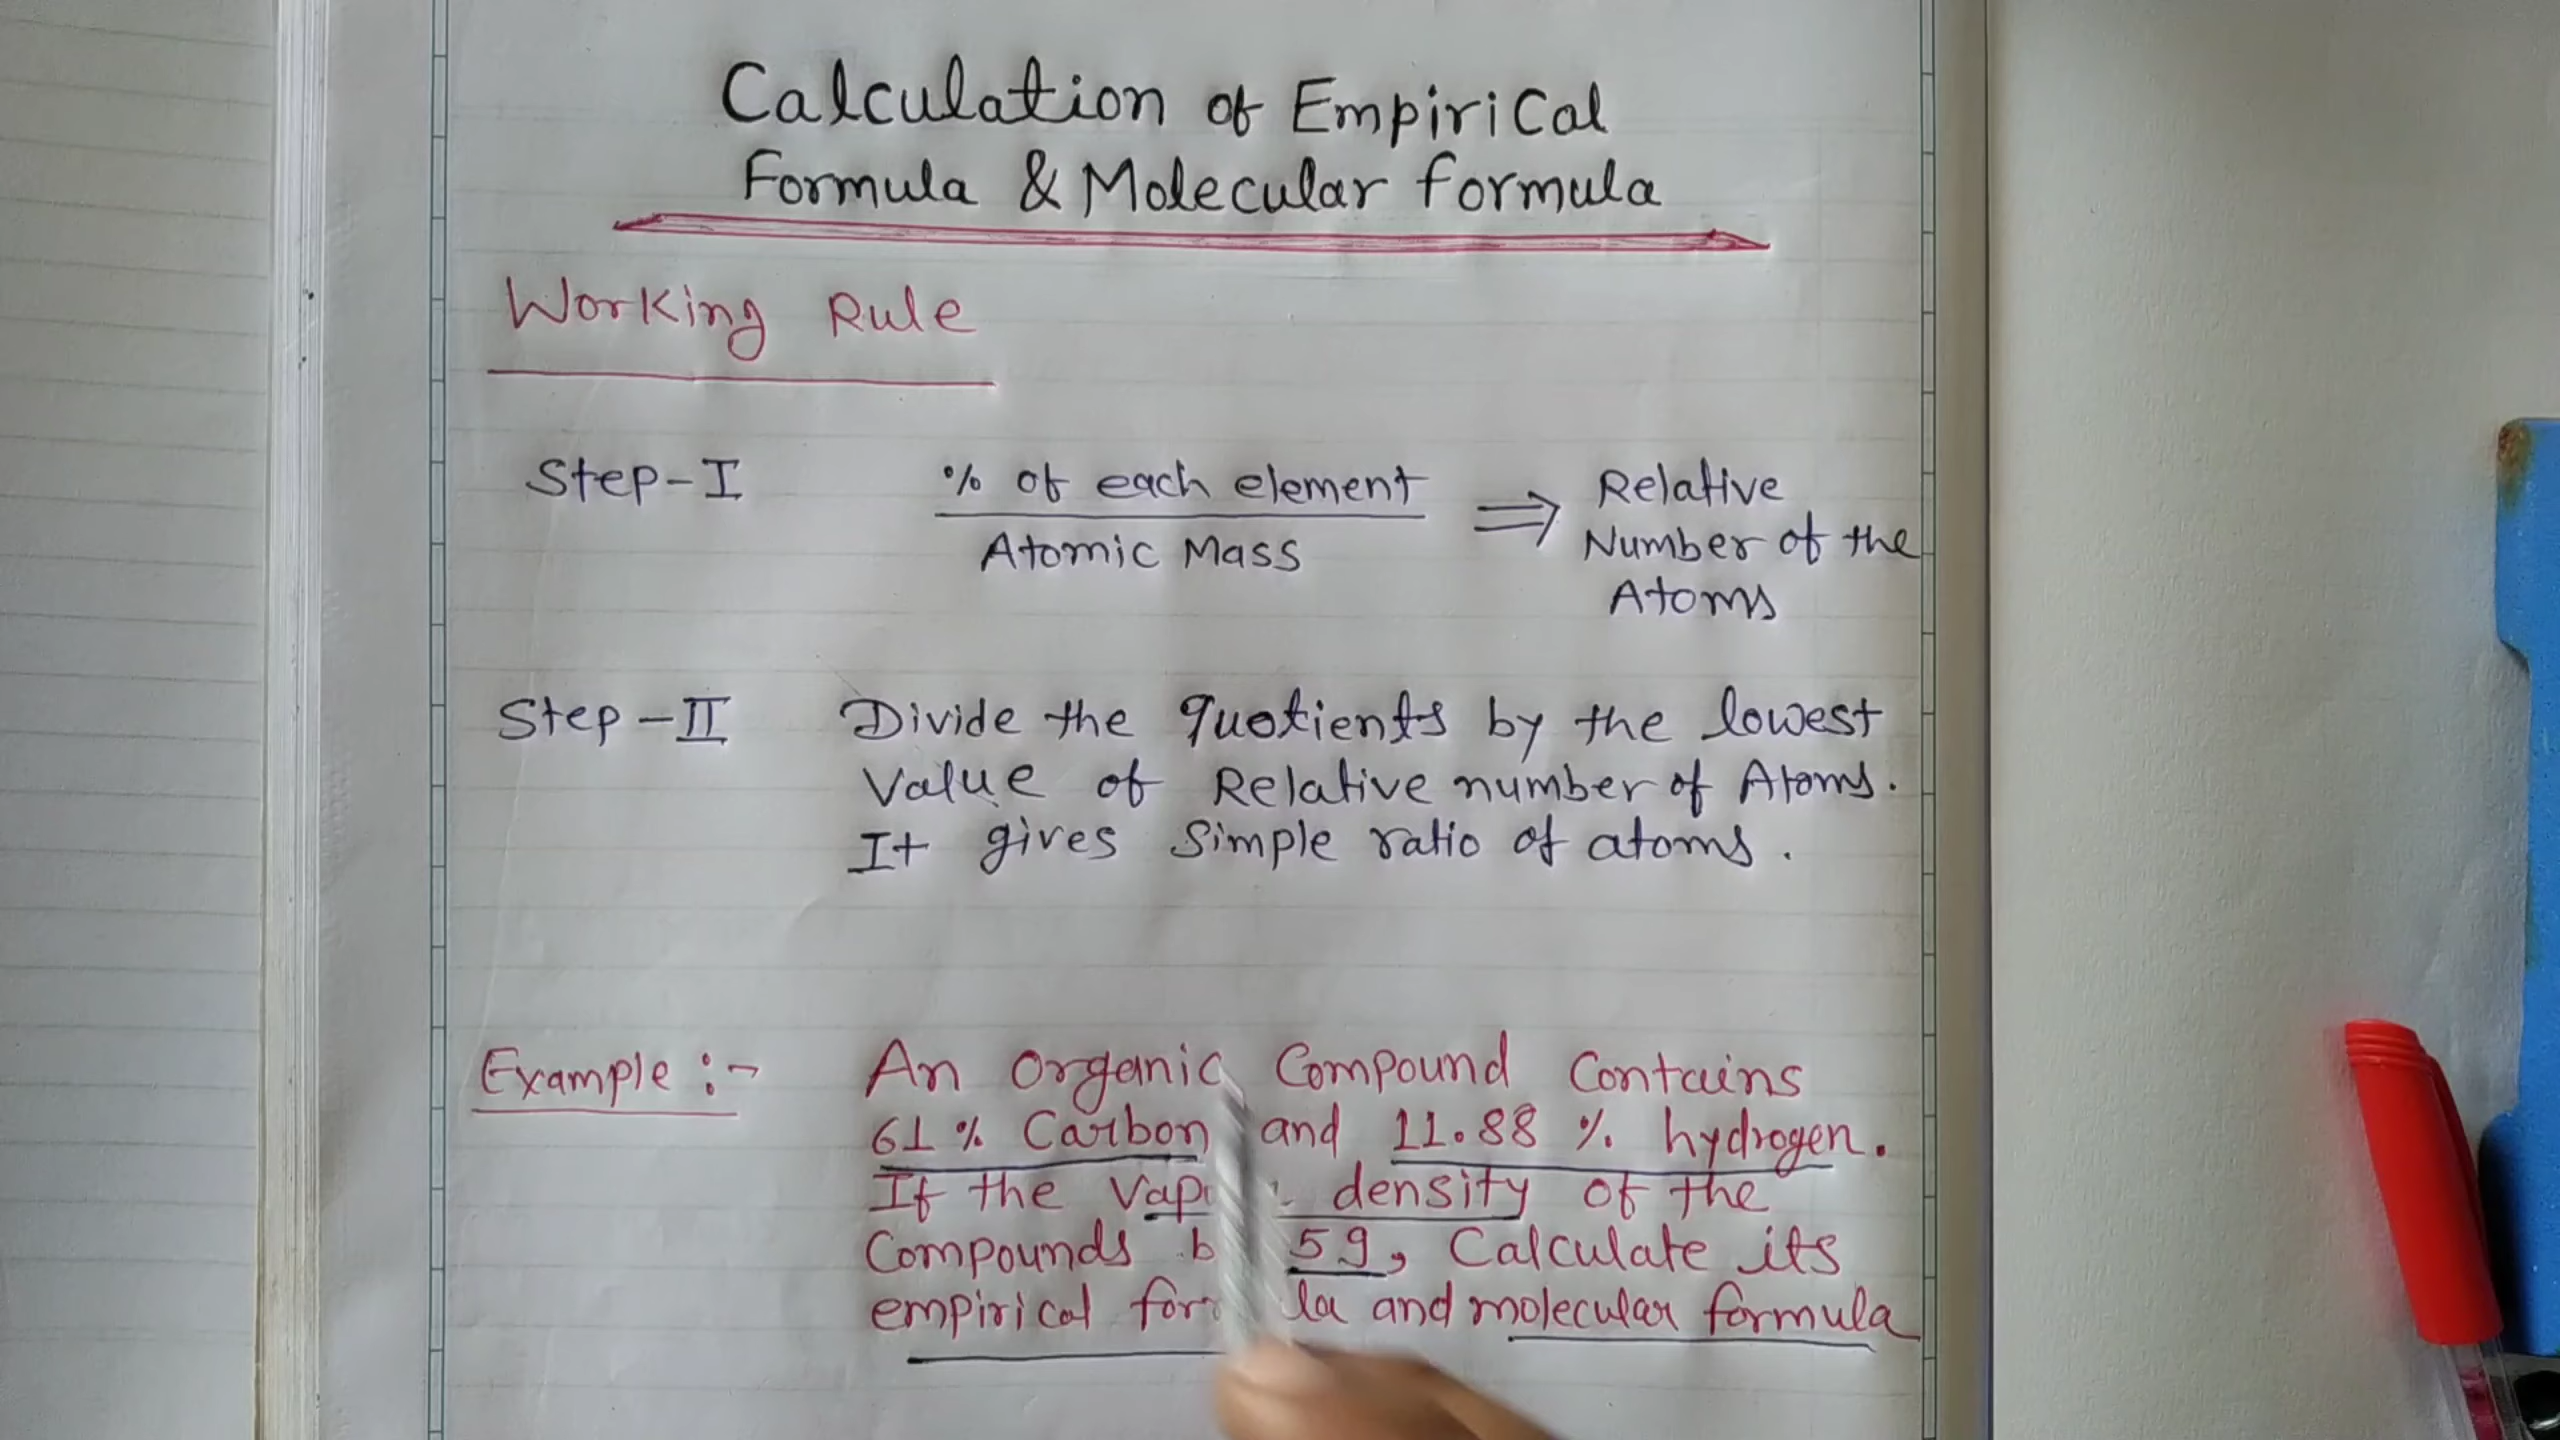 Calculation of Empirical
Formula & Molecular formula
Working Rule
Step-I
% of each element
Atomic Mass
⇒ Relative
Number of the
Atoms
Step-II Divide the quotients by the lowest
Value of Relative number of Atoms.
It gives simple ratio of atoms.
Example:- An Organic Compound Contains
61% Carbon and 11.88 % hydrogen.
If the density of the
Compounds 59, Calculate its
empirical and molecular formula